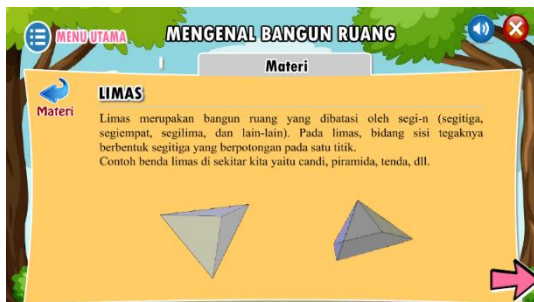 MENU UTAMA
MENGENAL BANGUN RUANG
Materi
Materi
LIMAS
Limas merupakan bangun ruang yang dibatasi oleh segi-n (segitiga,
segiempat, segilima, dan lain-lain). Pada limas, bidang sisi tegaknya
berbentuk segitiga yang berpotongan pada satu titik.
Contoh benda limas di sekitar kita yaitu candi, piramida, tenda, dll.